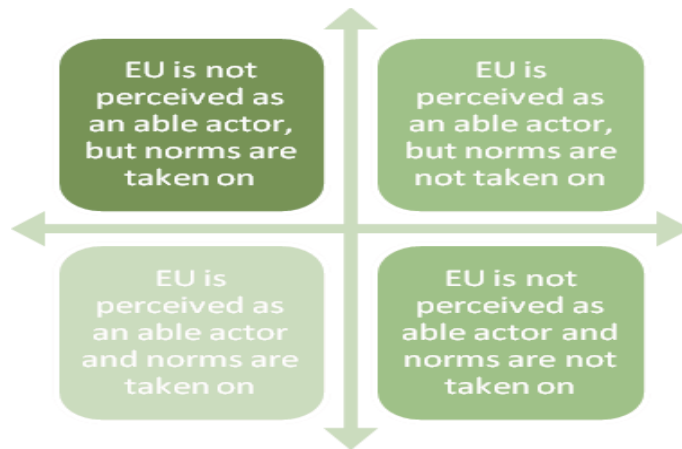 EU is not
perceived as
an able actor,
but norms are
taken on
EU is
perceived as
an able actor,
but norms are
not taken on
EU is
perceived as
an able actor
and norms are
taken on
EU is not
perceived as
able actor and
norms are not
taken on